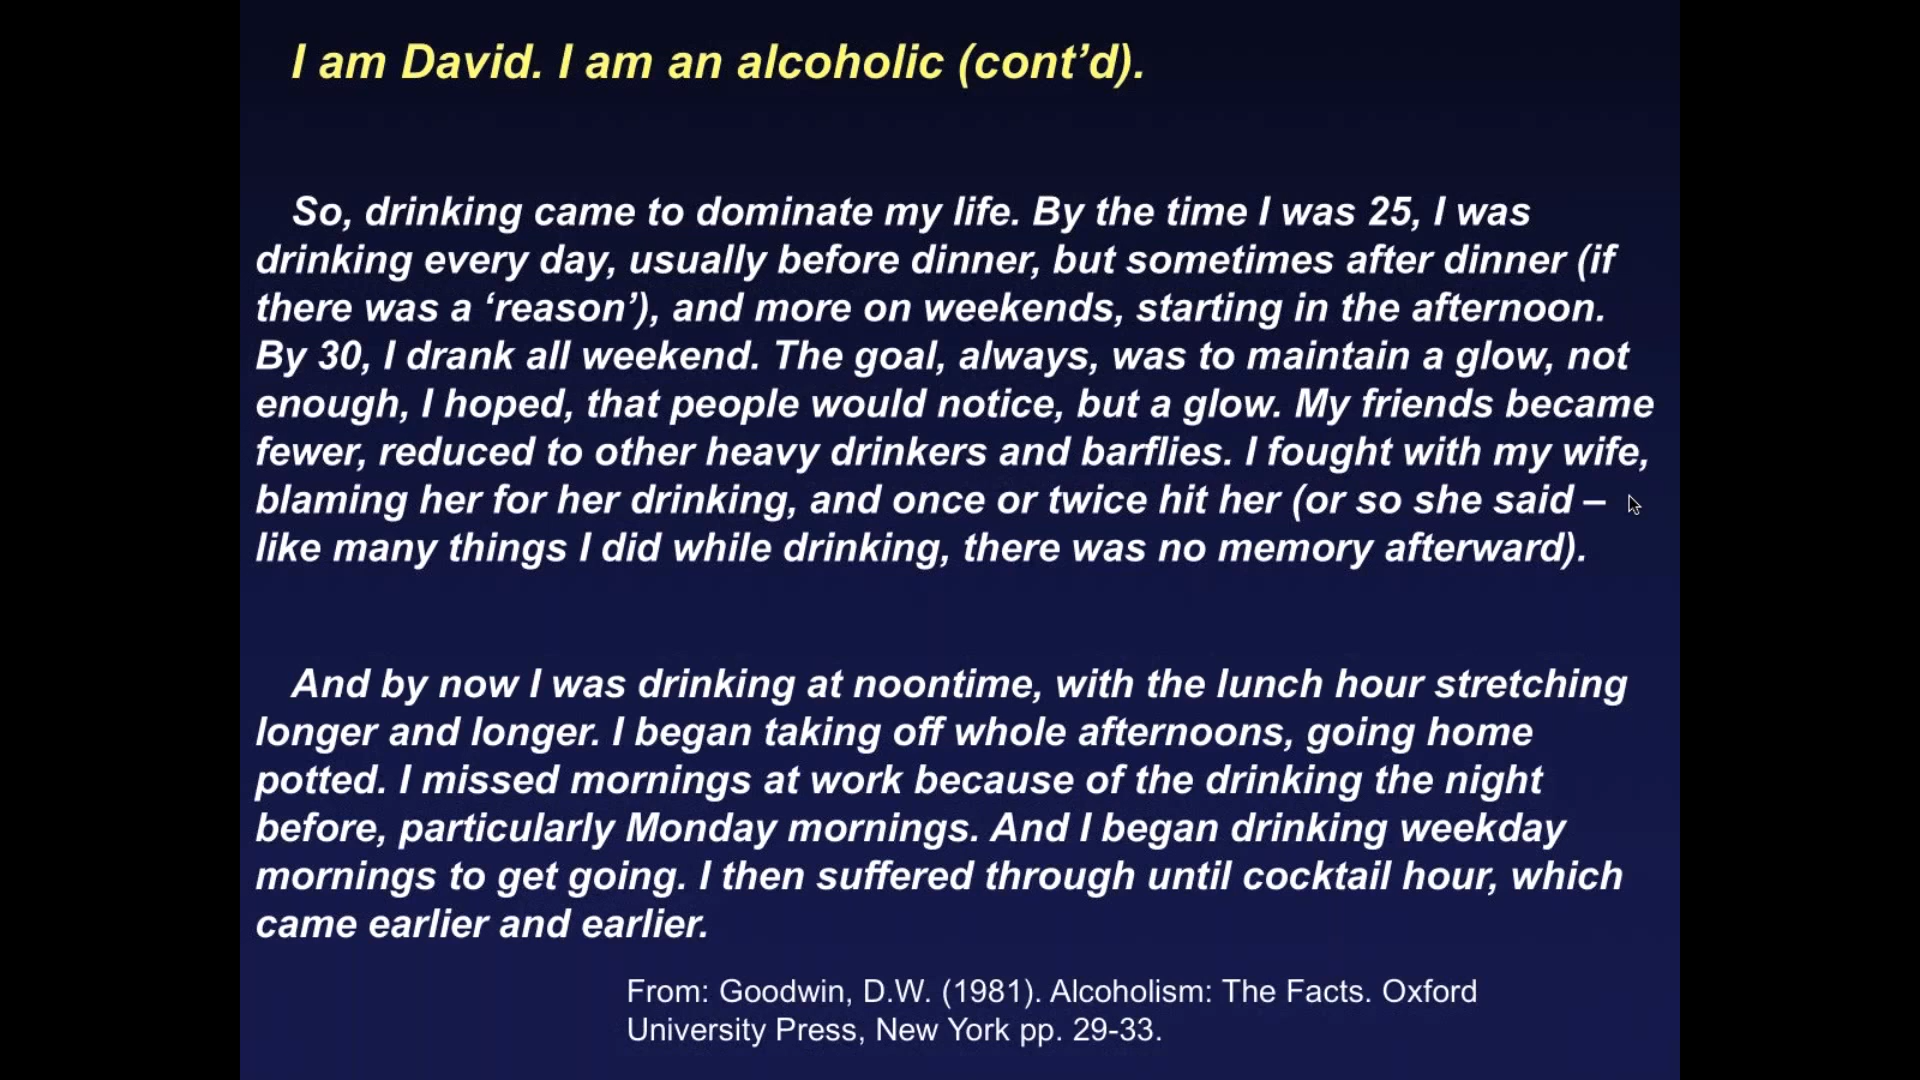 I am David. I am an alcoholic (cont’d).
So, drinking came to dominate my life. By the time I was 25, I was
drinking every day, usually before dinner, but sometimes after dinner (if
there was a ‘reason’), and more on weekends, starting in the afternoon.
By 30, I drank all weekend. The goal, always, was to maintain a glow, not
enough, I hoped, that people would notice, but a glow. My friends became
fewer, reduced to other heavy drinkers and barflies. I fought with my wife,
blaming her for her drinking, and once or twice hit her (or so she said –
like many things I did while drinking, there was no memory afterward).
And by now I was drinking at noontime, with the lunch hour stretching
longer and longer. I began taking off whole afternoons, going home
potted. I missed mornings at work because of the drinking the night
before, particularly Monday mornings. And I began drinking weekday
mornings to get going. I then suffered through until cocktail hour, which
came earlier and earlier.
From: Goodwin, D.W. (1981). Alcoholism: The Facts. Oxford
University Press, New York pp. 29-33.